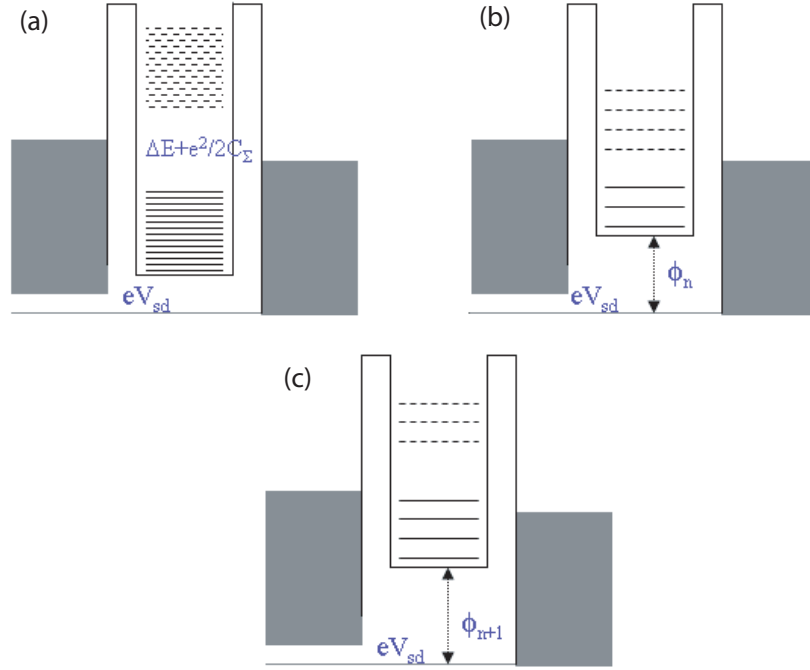 (a)
ΔE+e²/2C_Σ
eV_sd
(b)
ϕ_n
eV_sd
(c)
ϕ_n+1
eV_sd